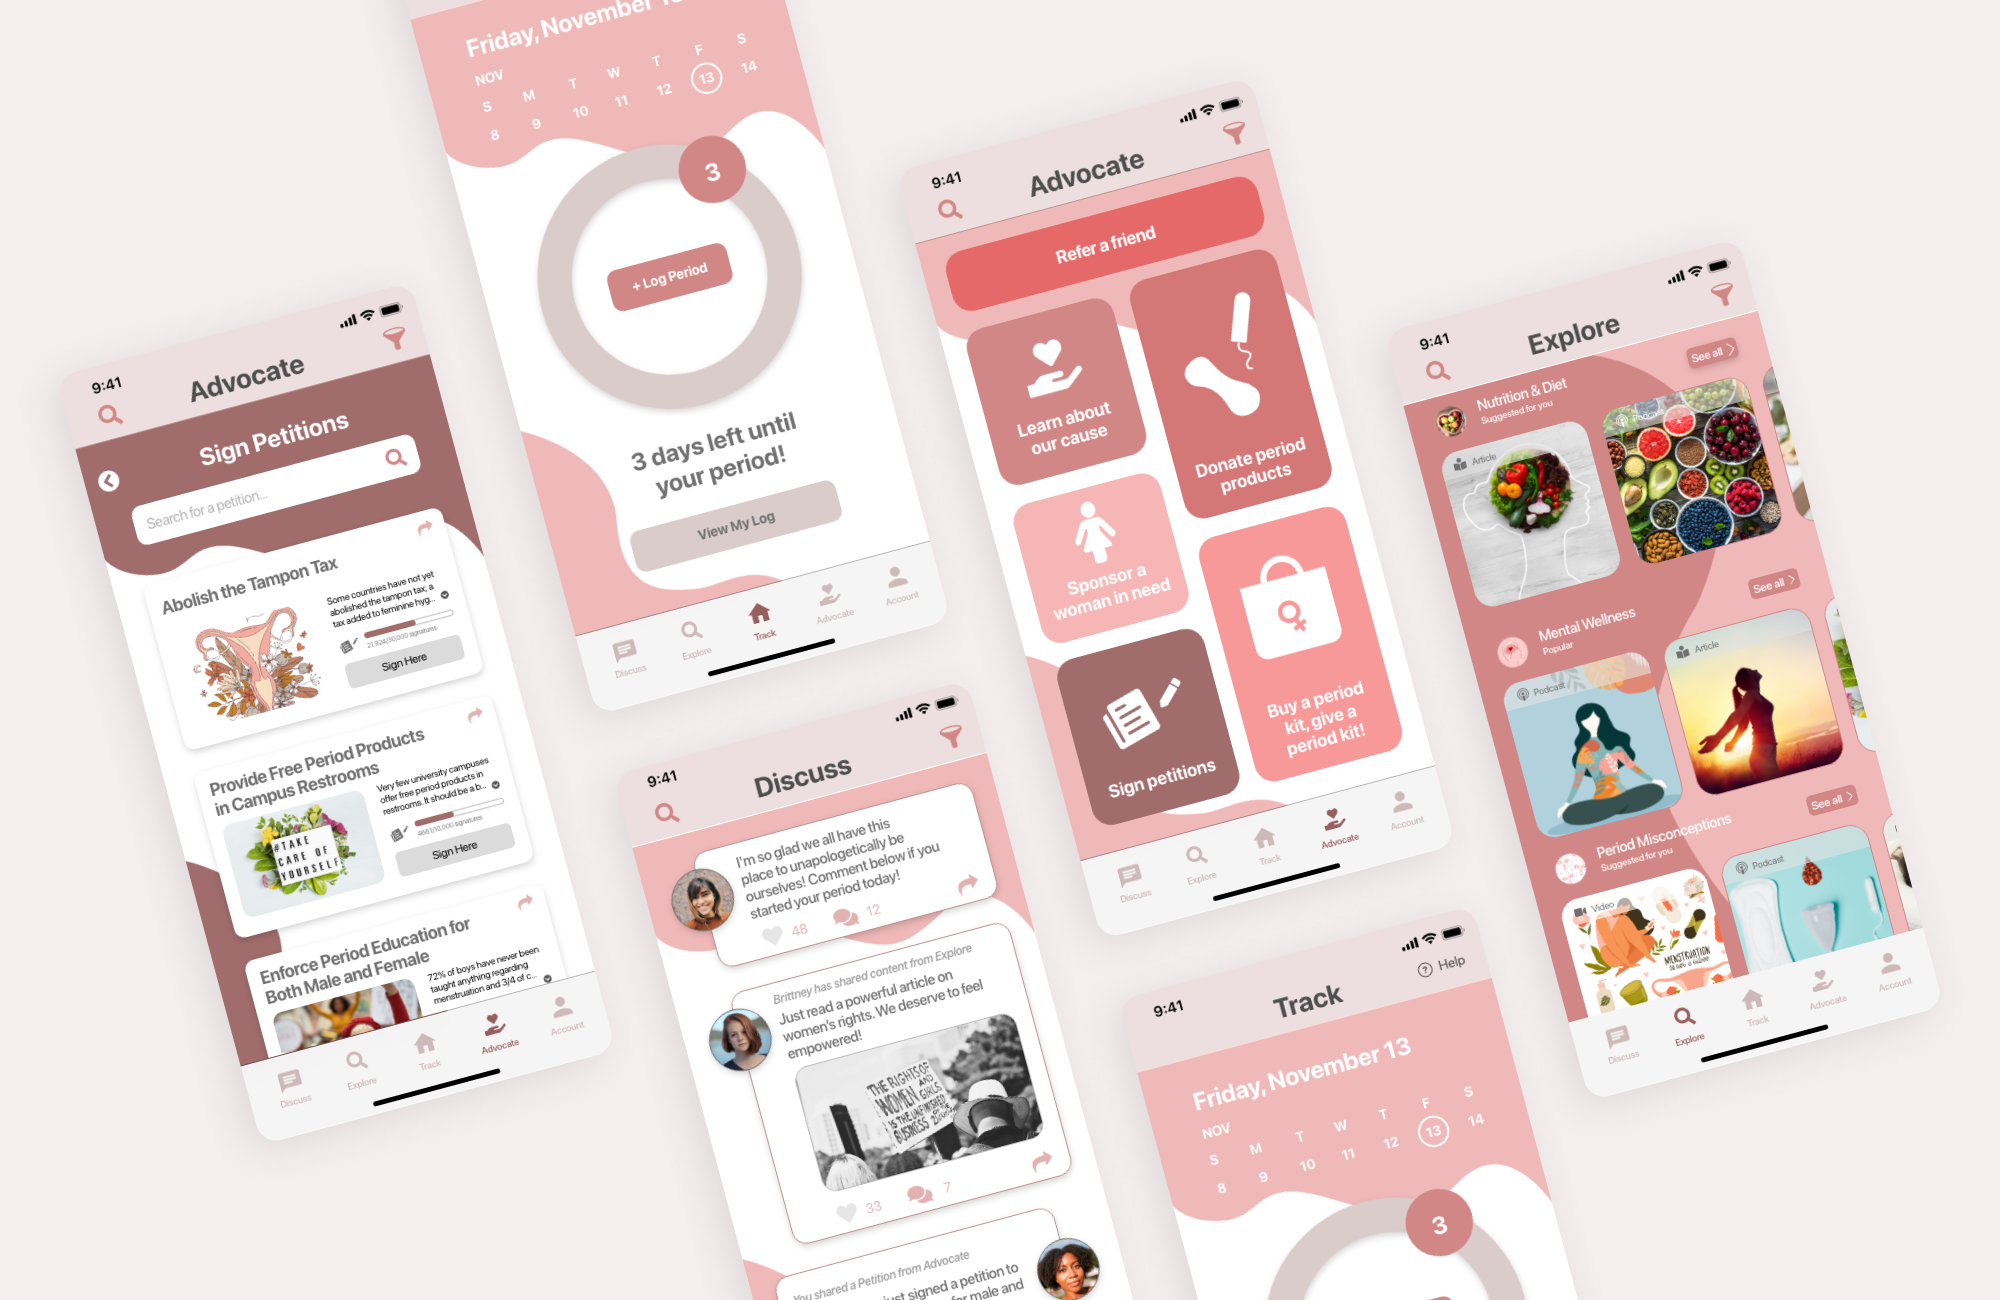 9:41
Advocate
Sign Petitions
Search for a petition...
Abolish the Tampon Tax
Some countries have not yet
abolished the tampon tax; a
tax added to feminine hyg...
21,924/30,000 signatures
Sign Here
Provide Free Period Products
in Campus Restrooms
#TAKE
CARE OF
YOURSELF
Very few university campuses
offer free period products in
restrooms. It should be a b...
4661/10,000 signatures
Sign Here
Enforce Period Education for
Both Male and Female
72% of boys have never been
taught anything regarding
menstruation and 3/4 of c...
Discuss
Explore
Track
Advocate
Account
Friday, November 13
NOV
S M T W T F S
8 9 10 11 12 13 14
3
+ Log Period
3 days left until
your period!
View My Log
Discuss
Explore
Track
Advocate
Account
9:41
Discuss
I'm so glad we all have this
place to unapologetically be
ourselves! Comment below if you
started your period today!
48
12
Brittney has shared content from Explore
Just read a powerful article on
women's rights. We deserve to feel
empowered!
THE RIGHTS OF
WOMEN AND GIRLS
IS THE UNFINISHED
BUSINESS OF THE
33
7
You shared a Petition from Advocate
just signed a petition to
for male and
9:41
Advocate
Refer a friend
Learn about
our cause
Donate period
products
Sponsor a
woman in need
Buy a period
kit, give a
period kit!
Sign petitions
Discuss
Explore
Track
Advocate
Account
9:41
Help
Track
Friday, November 13
NOV
S M T W T F S
8 9 10 11 12 13 14
3
9:41
Explore
Nutrition & Diet
Suggested for you
See all
Article
Podcast
Mental Wellness
Popular
See all
Podcast
Article
Period Misconceptions
Suggested for you
See all
Video
MENSTRUATION
Podcast
Discuss
Explore
Track
Advocate
Account